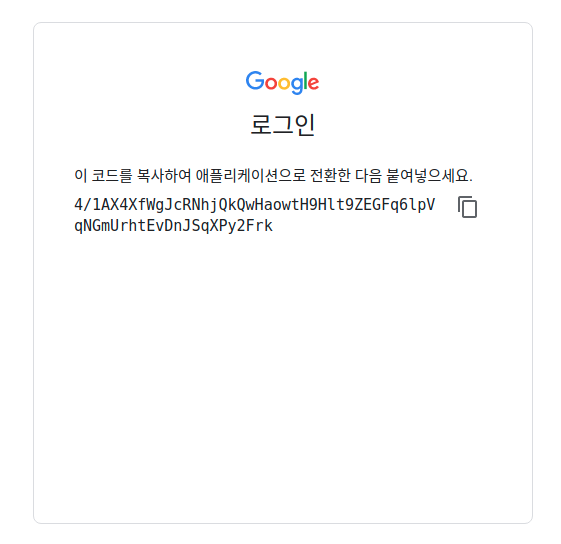 Google
로그인
이 코드를 복사하여 애플리케이션으로 전환한 다음 붙여넣으세요.
4/1AX4XfWgJcRNhjQkQwHaowtH9Hlt9ZEGFq6lpV
qNGmUrhtEvDnJSqXPy2Frk